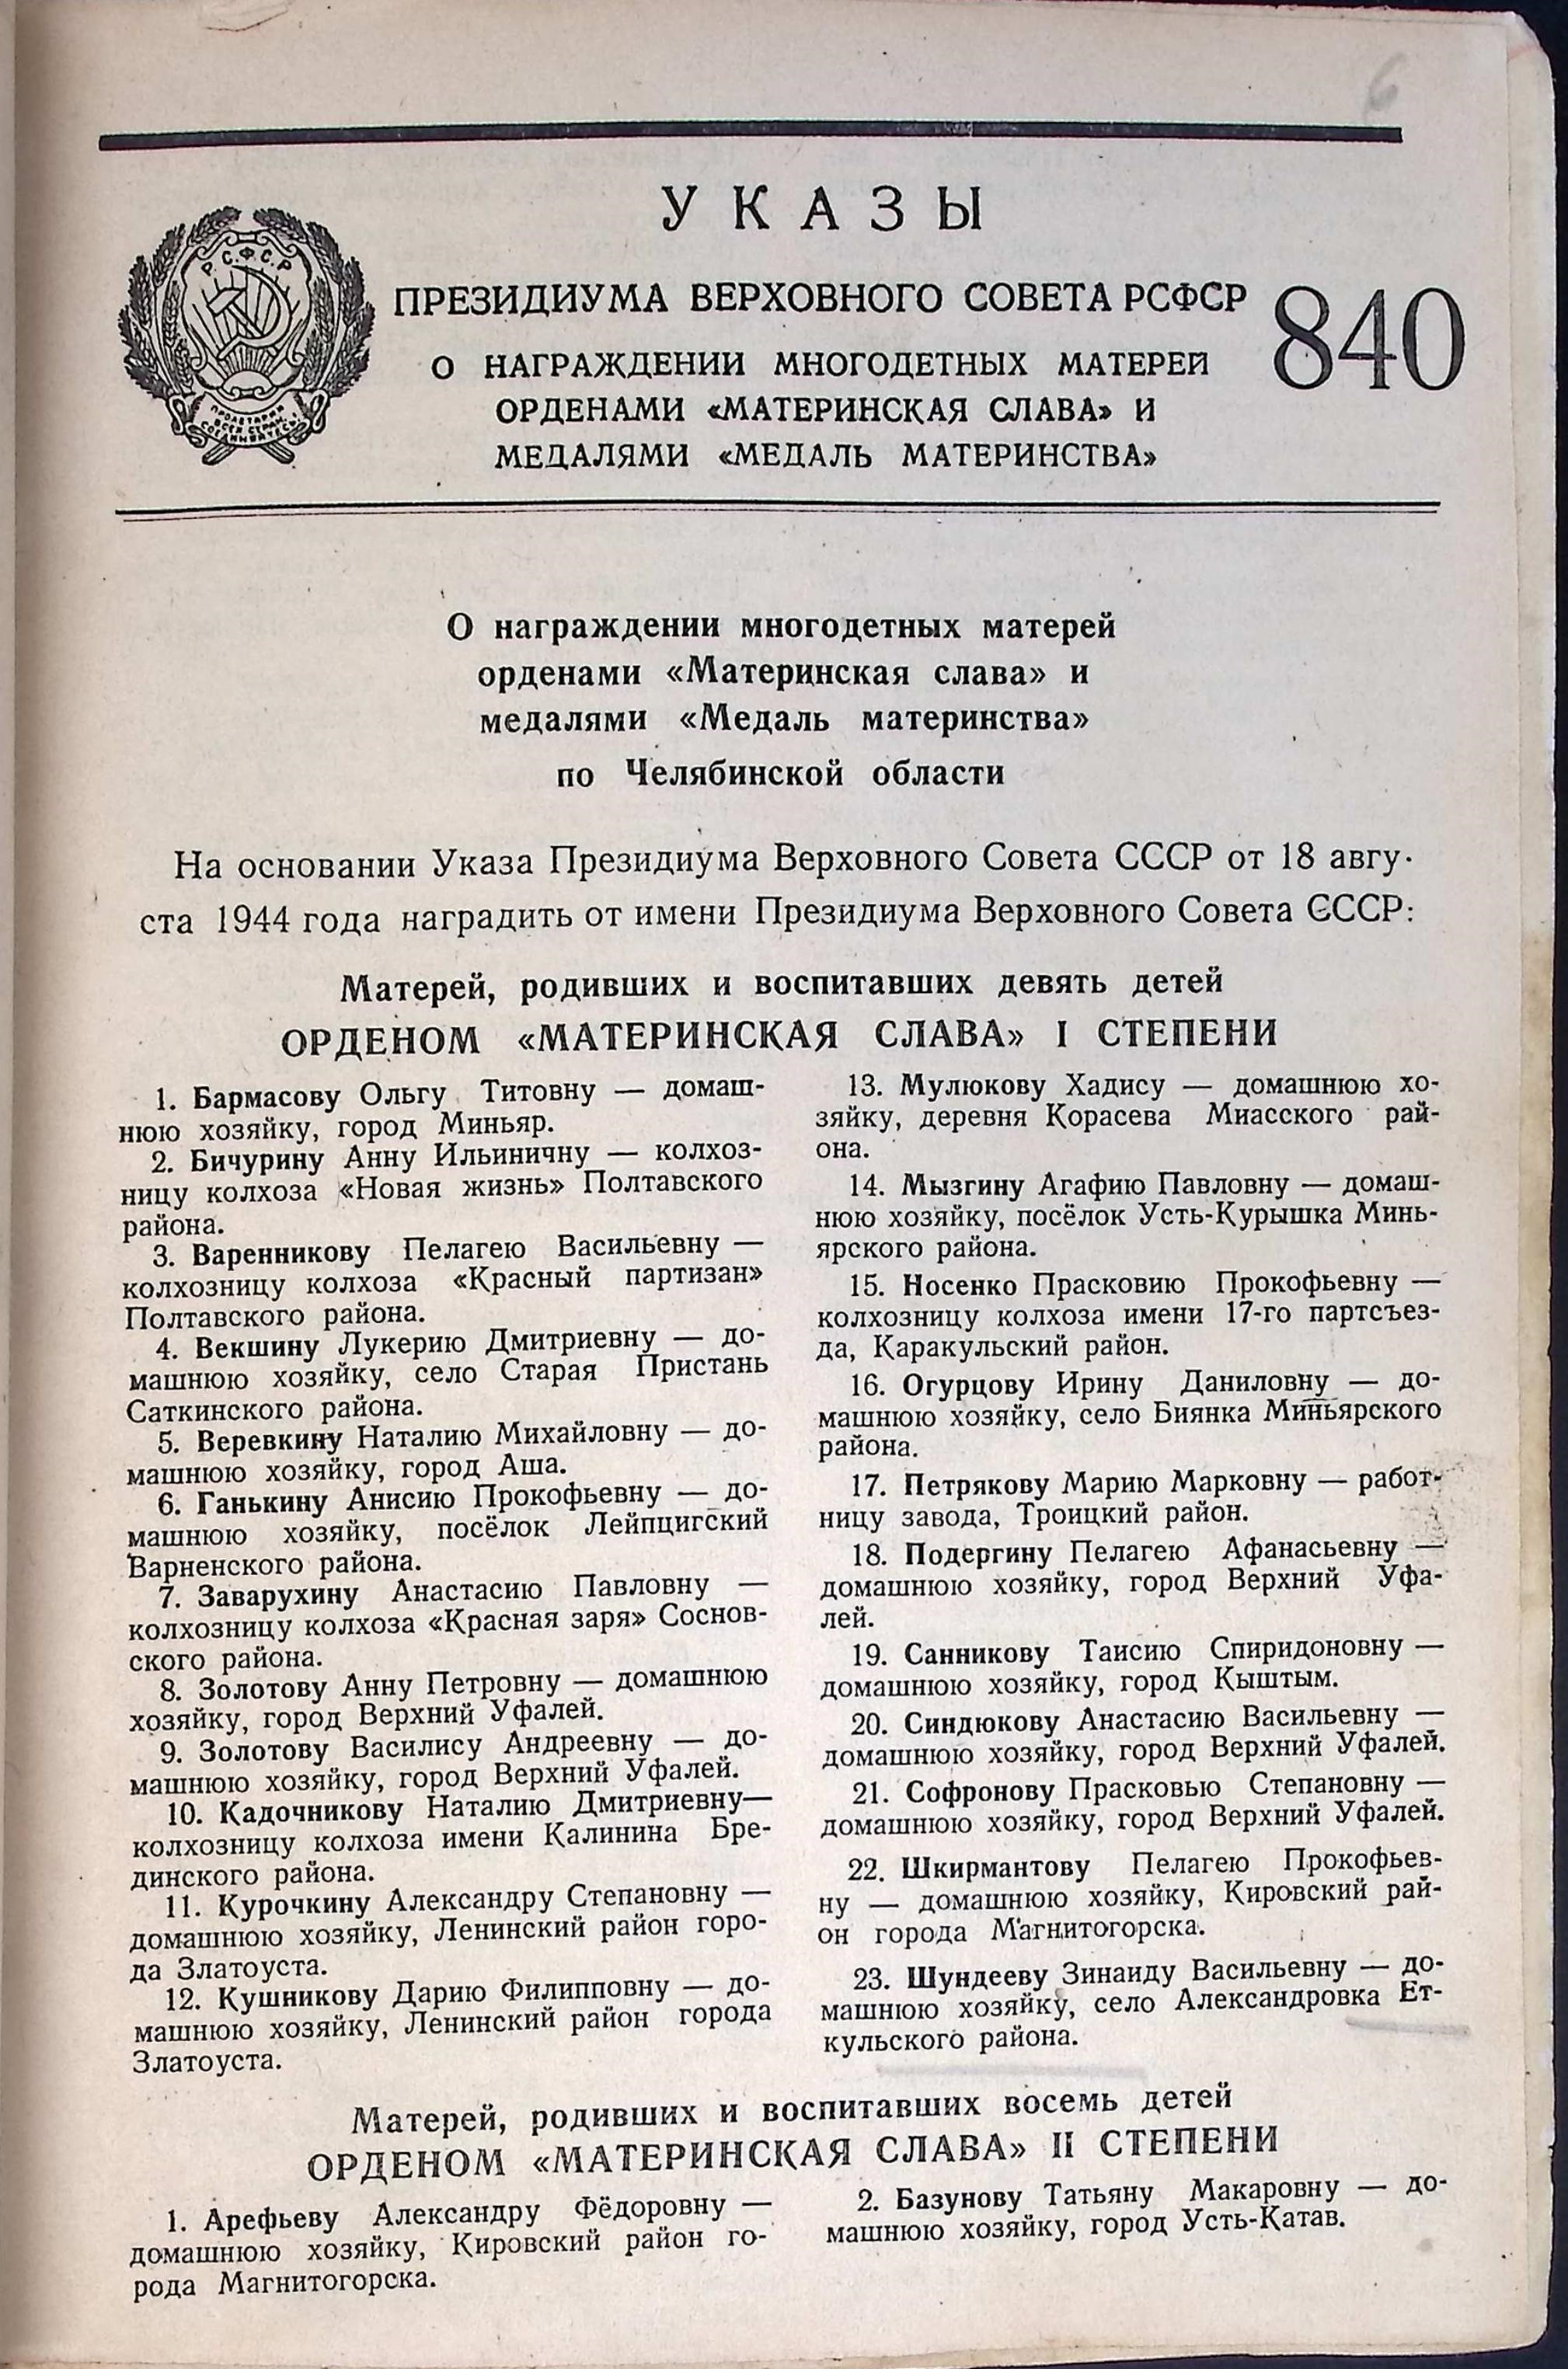 6
УКАЗЫ
ПРЕЗИДИУМА ВЕРХОВНОГО СОВЕТА РСФСР
840
О НАГРАЖДЕНИИ МНОГОДЕТНЫХ МАТЕРЕЙ
ОРДЕНАМИ «МАТЕРИНСКАЯ СЛАВА» И
МЕДАЛЯМИ «МЕДАЛЬ МАТЕРИНСТВА»
Р.С.Ф.С.Р
ПРОЛЕТАРИИ
ВСЕХ СТРАН,
СОЕДИНЯЙТЕСЬ!
О награждении многодетных матерей
орденами «Материнская слава» и
медалями «Медаль материнства»
по Челябинской области
На основании Указа Президиума Верховного Совета СССР от 18 авгу-
ста 1944 года наградить от имени Президиума Верховного Совета СССР:
Матерей, родивших и воспитавших девять детей
ОРДЕНОМ «МАТЕРИНСКАЯ СЛАВА» I СТЕПЕНИ
1. Бармасову Ольгу Титовну — домаш-
нюю хозяйку, город Миньяр.
2. Бичурину Анну Ильиничну — колхоз-
ницу колхоза «Новая жизнь» Полтавского
района.
3. Варенникову Пелагею Васильевну —
колхозницу колхоза «Красный партизан»
Полтавского района.
4. Векшину Лукерию Дмитриевну — до-
машнюю хозяйку, село Старая Пристань
Саткинского района.
5. Веревкину Наталию Михайловну — до-
машнюю хозяйку, город Аша.
6. Ганькину Анисию Прокофьевну — до-
машнюю хозяйку, посёлок Лейпцигский
Варненского района.
7. Заварухину Анастасию Павловну —
колхозницу колхоза «Красная заря» Соснов-
ского района.
8. Золотову Анну Петровну — домашнюю
хозяйку, город Верхний Уфалей.
9. Золотову Василису Андреевну — до-
машнюю хозяйку, город Верхний Уфалей.
10. Кадочникову Наталию Дмитриевну—
колхозницу колхоза имени Калинина Бре-
динского района.
11. Курочкину Александру Степановну —
домашнюю хозяйку, Ленинский район горо-
да Златоуста.
12. Кушникову Дарию Филипповну — до-
машнюю хозяйку, Ленинский район города
Златоуста.
13. Мулюкову Хадису — домашнюю хо-
зяйку, деревня Корасева Миасского рай-
она.
14. Мызгину Агафию Павловну — домаш-
нюю хозяйку, посёлок Усть-Курышка Минь-
ярского района.
15. Носенко Прасковию Прокофьевну —
колхозницу колхоза имени 17-го партсъез-
да, Каракульский район.
16. Огурцову Ирину Даниловну — до-
машнюю хозяйку, село Биянка Миньярского
района.
17. Петрякову Марию Марковну — работ-
ницу завода, Троицкий район.
18. Подергину Пелагею Афанасьевну —
домашнюю хозяйку, город Верхний Уфа-
лей.
19. Санникову Таисию Спиридоновну —
домашнюю хозяйку, город Кыштым.
20. Синдюкову Анастасию Васильевну —
домашнюю хозяйку, город Верхний Уфалей.
21. Софронову Прасковью Степановну —
домашнюю хозяйку, город Верхний Уфалей.
22. Шкирмантову Пелагею Прокофьев-
ну — домашнюю хозяйку, Кировский рай-
он города Магнитогорска.
23. Шундееву Зинаиду Васильевну — до-
машнюю хозяйку, село Александровка Ет-
кульского района.
Матерей, родивших и воспитавших восемь детей
ОРДЕНОМ «МАТЕРИНСКАЯ СЛАВА» II СТЕПЕНИ
1. Арефьеву Александру Фёдоровну —
домашнюю хозяйку, Кировский район го-
рода Магнитогорска.
2. Базунову Татьяну Макаровну — до-
машнюю хозяйку, город Усть-Катав.